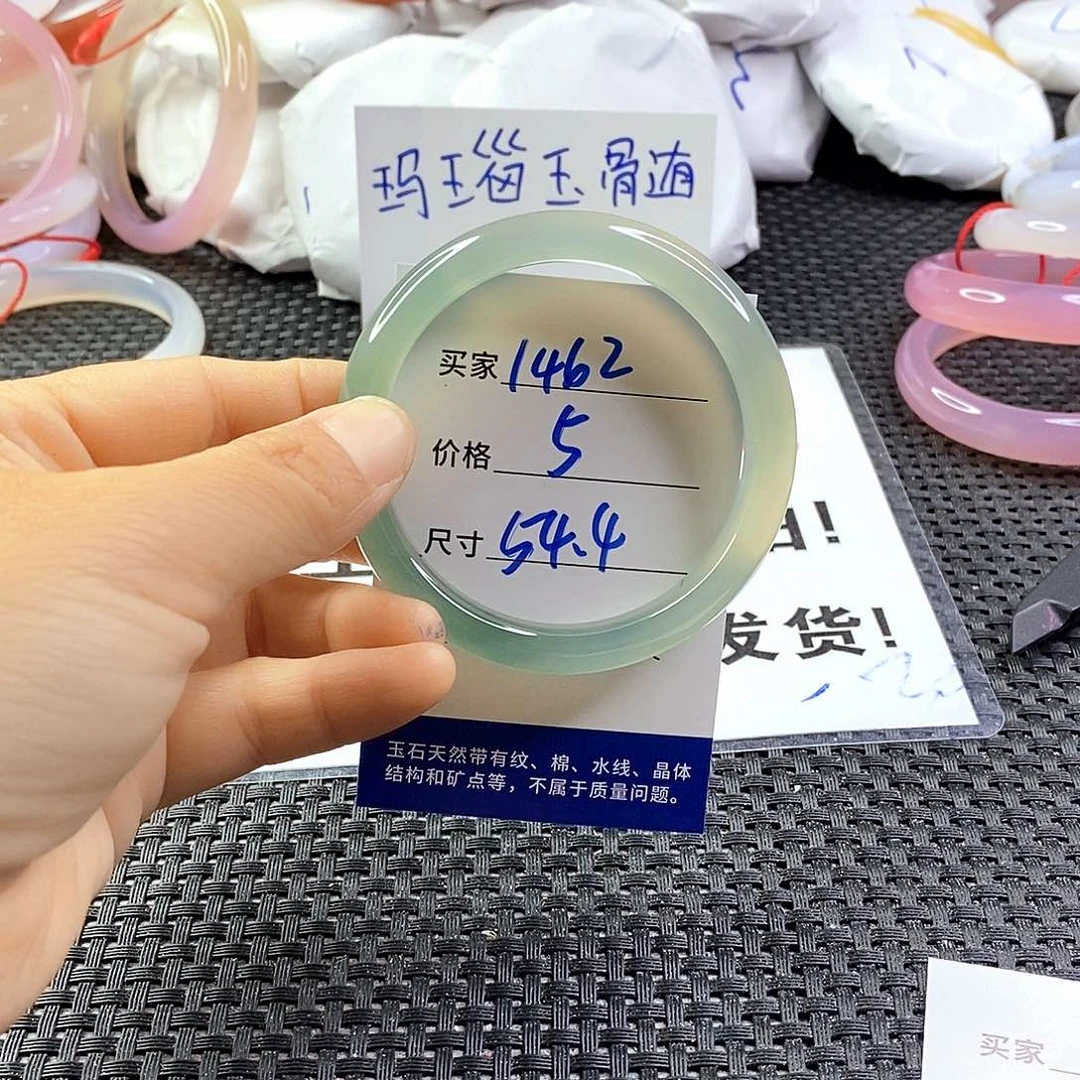 玛瑙玉骨随
买家 1462
价格 5
尺寸 54.4
发货!
玉石天然带有纹、棉、水线、晶体
结构和矿点等，不属于质量问题。
买家